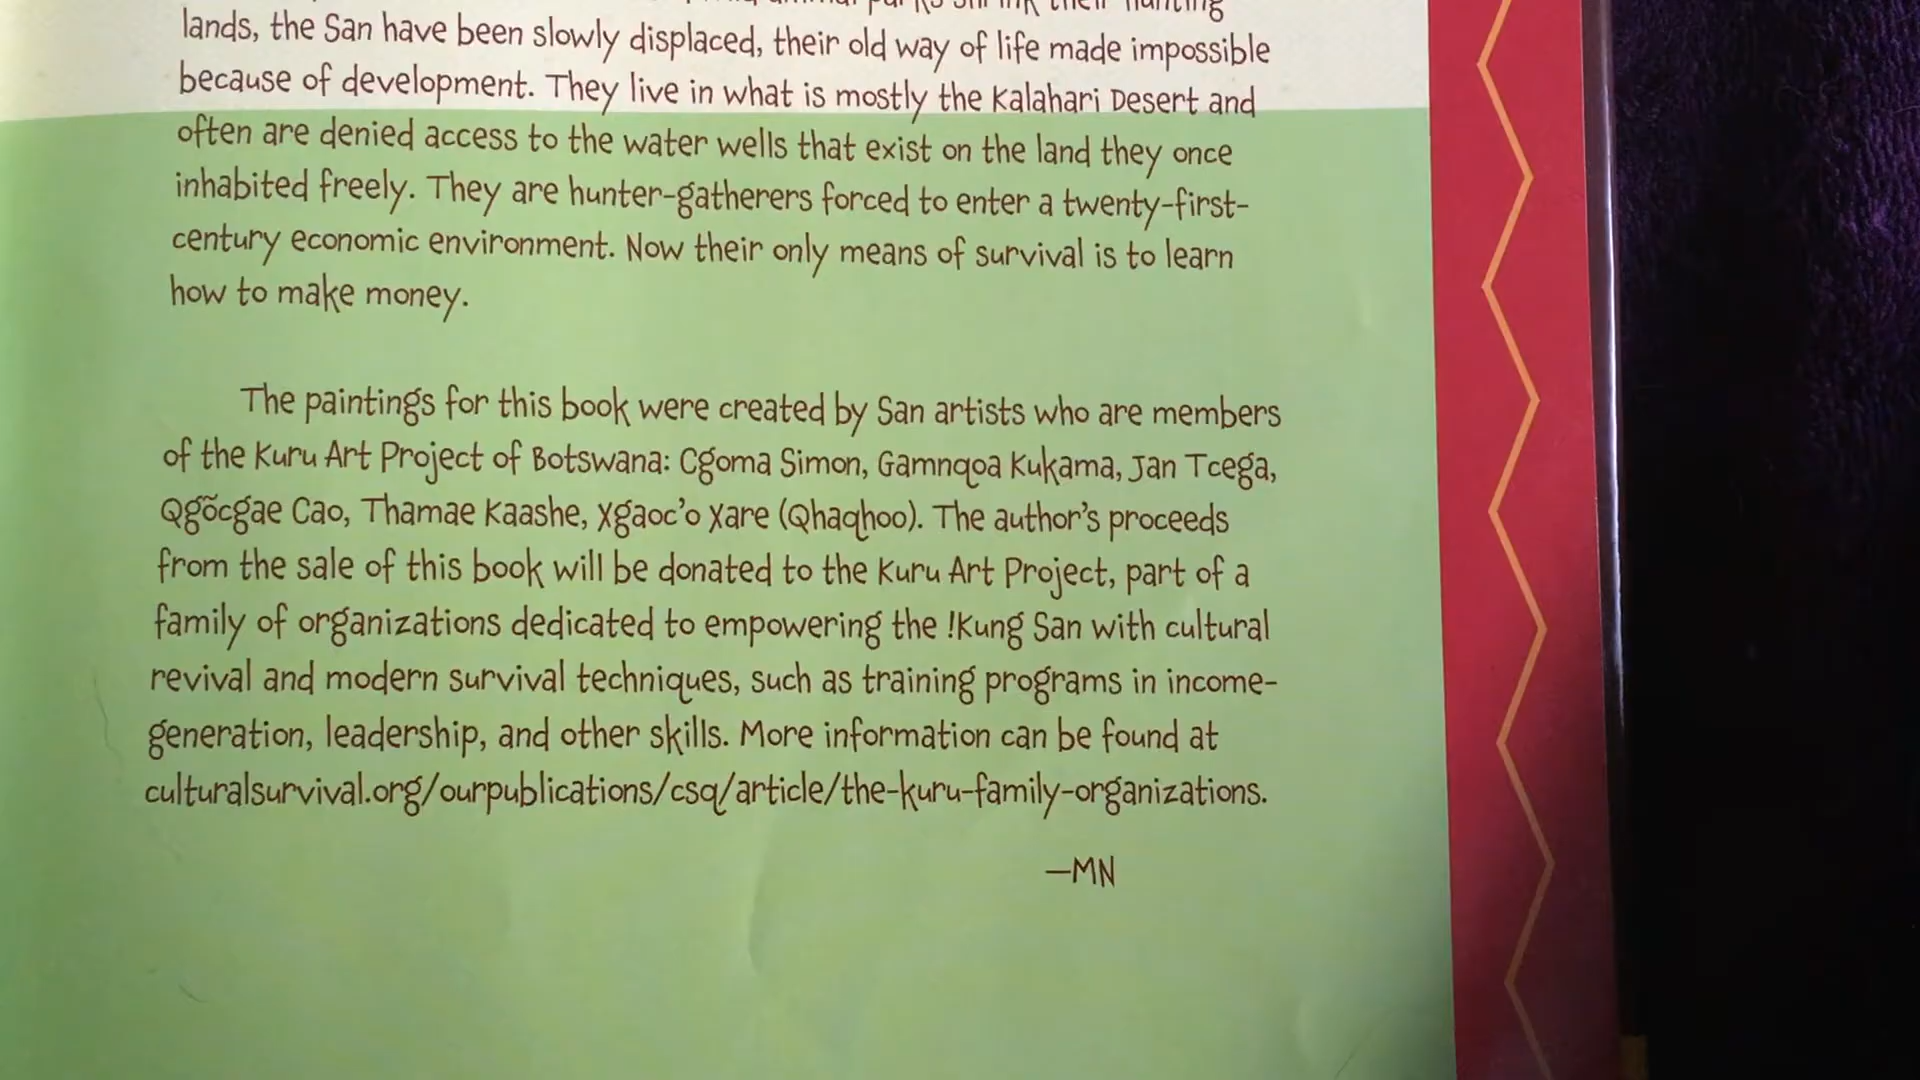 shrink their hunting
lands, the San have been slowly displaced, their old way of life made impossible
because of development. They live in what is mostly the Kalahari Desert and
often are denied access to the water wells that exist on the land they once
inhabited freely. They are hunter-gatherers forced to enter a twenty-first-
century economic environment. Now their only means of survival is to learn
how to make money.
The paintings for this book were created by San artists who are members
of the Kuru Art Project of Botswana: Cgoma Simon, Gamnqoa Kukama, Jan Tcega,
Qgõcgae Cao, Thamae Kaashe, Xgaoc’o Xare (Qhaqhoo). The author’s proceeds
from the sale of this book will be donated to the Kuru Art Project, part of a
family of organizations dedicated to empowering the !Kung San with cultural
revival and modern survival techniques, such as training programs in income-
generation, leadership, and other skills. More information can be found at
culturalsurvival.org/ourpublications/csq/article/the-kuru-family-organizations.
—MN